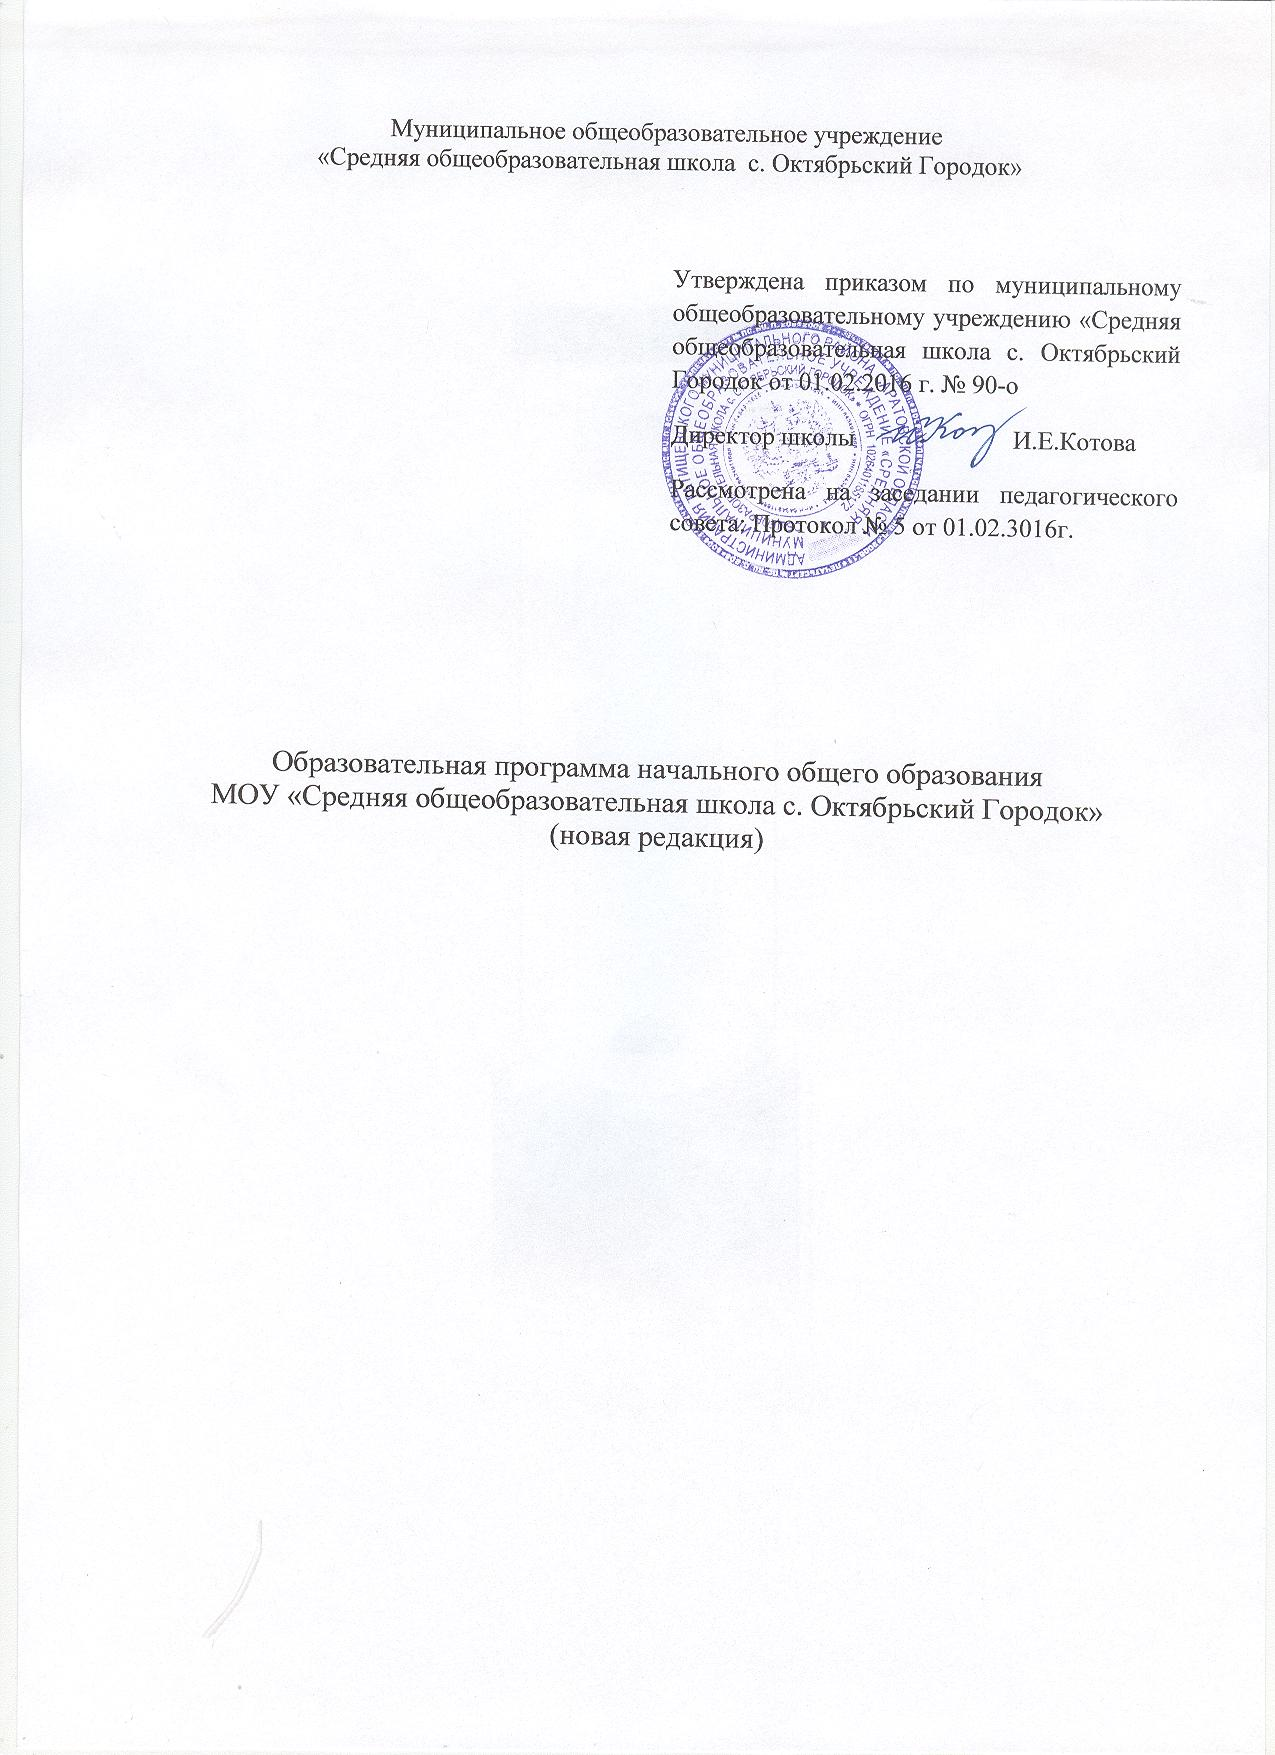 Муниципальное общеобразовательное учреждение
«Средняя общеобразовательная школа с. Октябрьский Городок»
Утверждена приказом по муниципальному
общеобразовательному учреждению «Средняя
общеобразовательная школа с. Октябрьский
Городок от 01.02.2016 г. № 90-о
Директор школы И.Е.Котова
Рассмотрена на заседании педагогического
совета. Протокол № 5 от 01.02.3016г.
Образовательная программа начального общего образования
МОУ «Средняя общеобразовательная школа с. Октябрьский Городок»
(новая редакция)